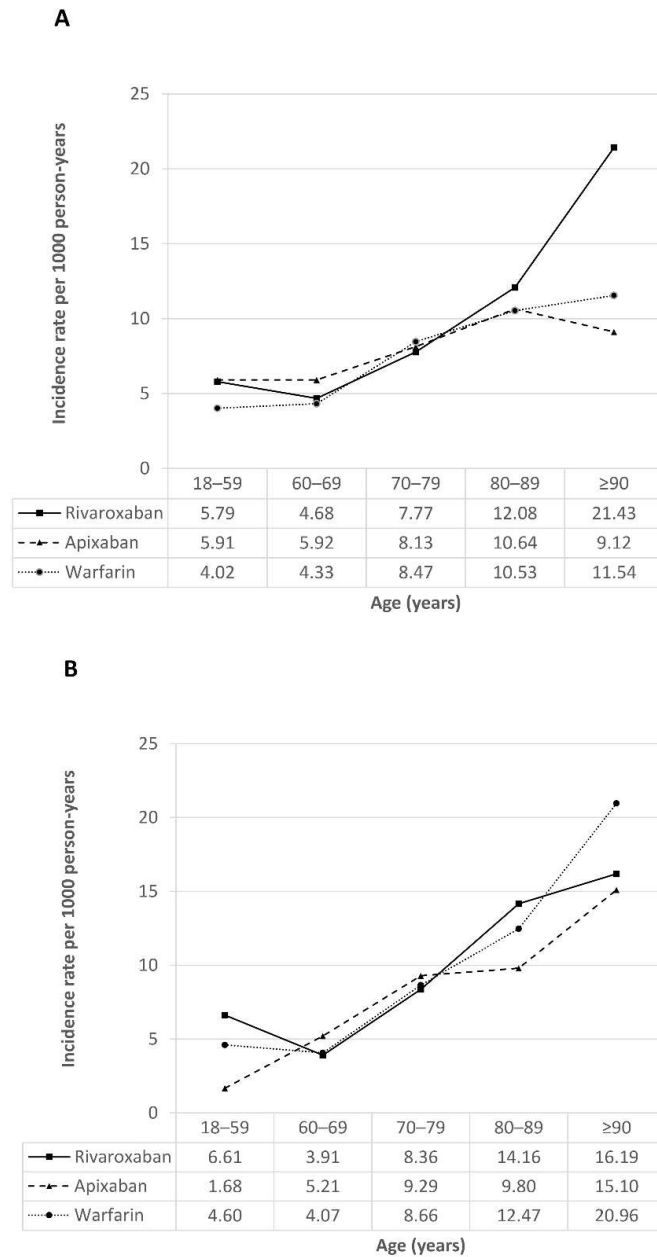 A
Incidence rate per 1000 person-years
25
20
15
10
5
0
18–59 60–69 70–79 80–89 ≥90
Rivaroxaban 5.79 4.68 7.77 12.08 21.43
Apixaban 5.91 5.92 8.13 10.64 9.12
Warfarin 4.02 4.33 8.47 10.53 11.54
Age (years)
B
Incidence rate per 1000 person-years
25
20
15
10
5
0
18–59 60–69 70–79 80–89 ≥90
Rivaroxaban 6.61 3.91 8.36 14.16 16.19
Apixaban 1.68 5.21 9.29 9.80 15.10
Warfarin 4.60 4.07 8.66 12.47 20.96
Age (years)